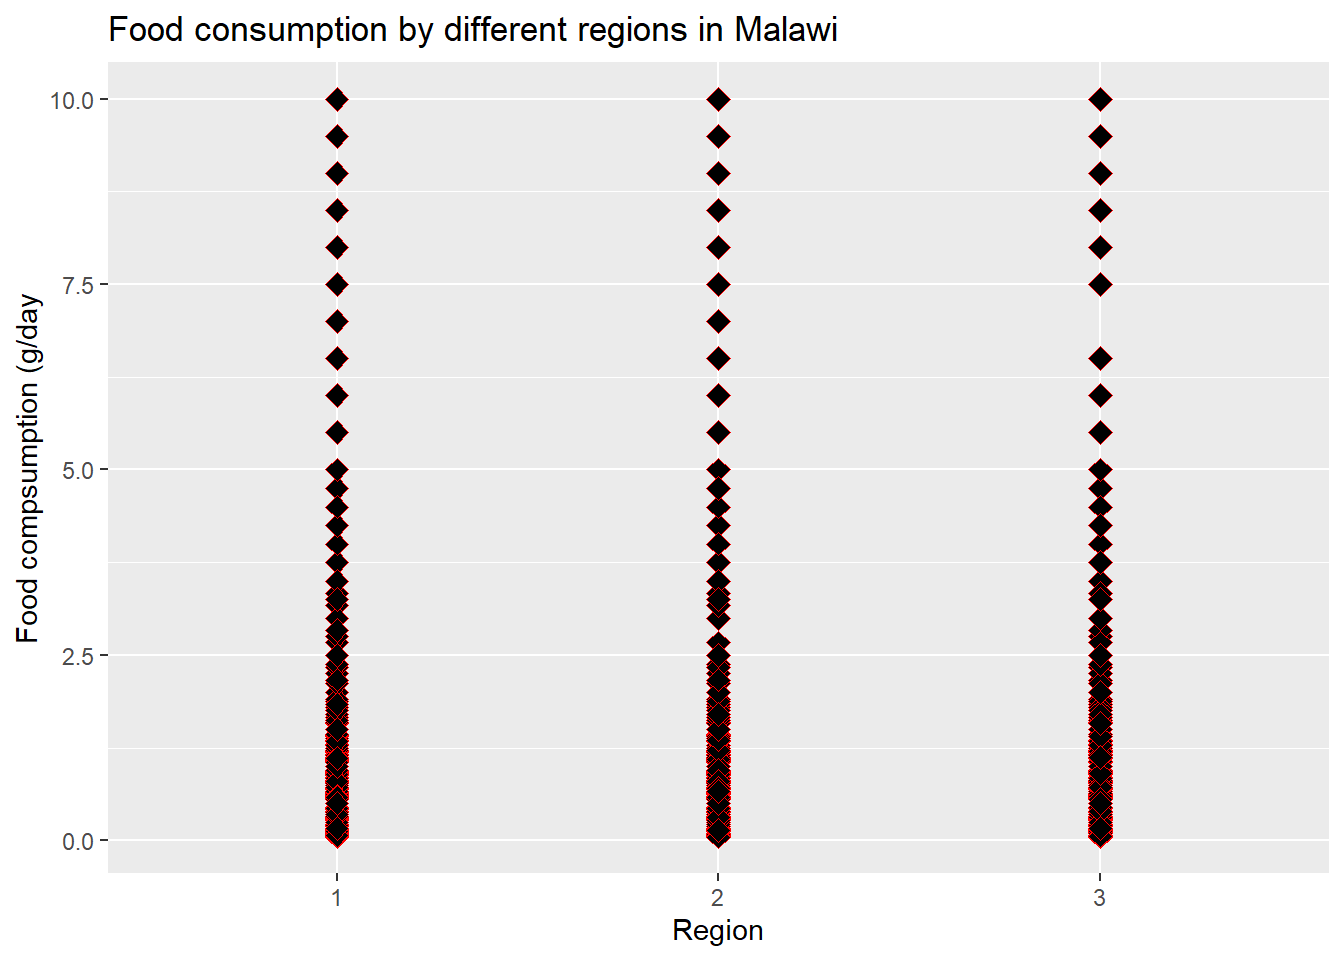 Food consumption by different regions in Malawi
10.0
7.5
5.0
2.5
0.0
Food compsumption (g/day
1
2
3
Region